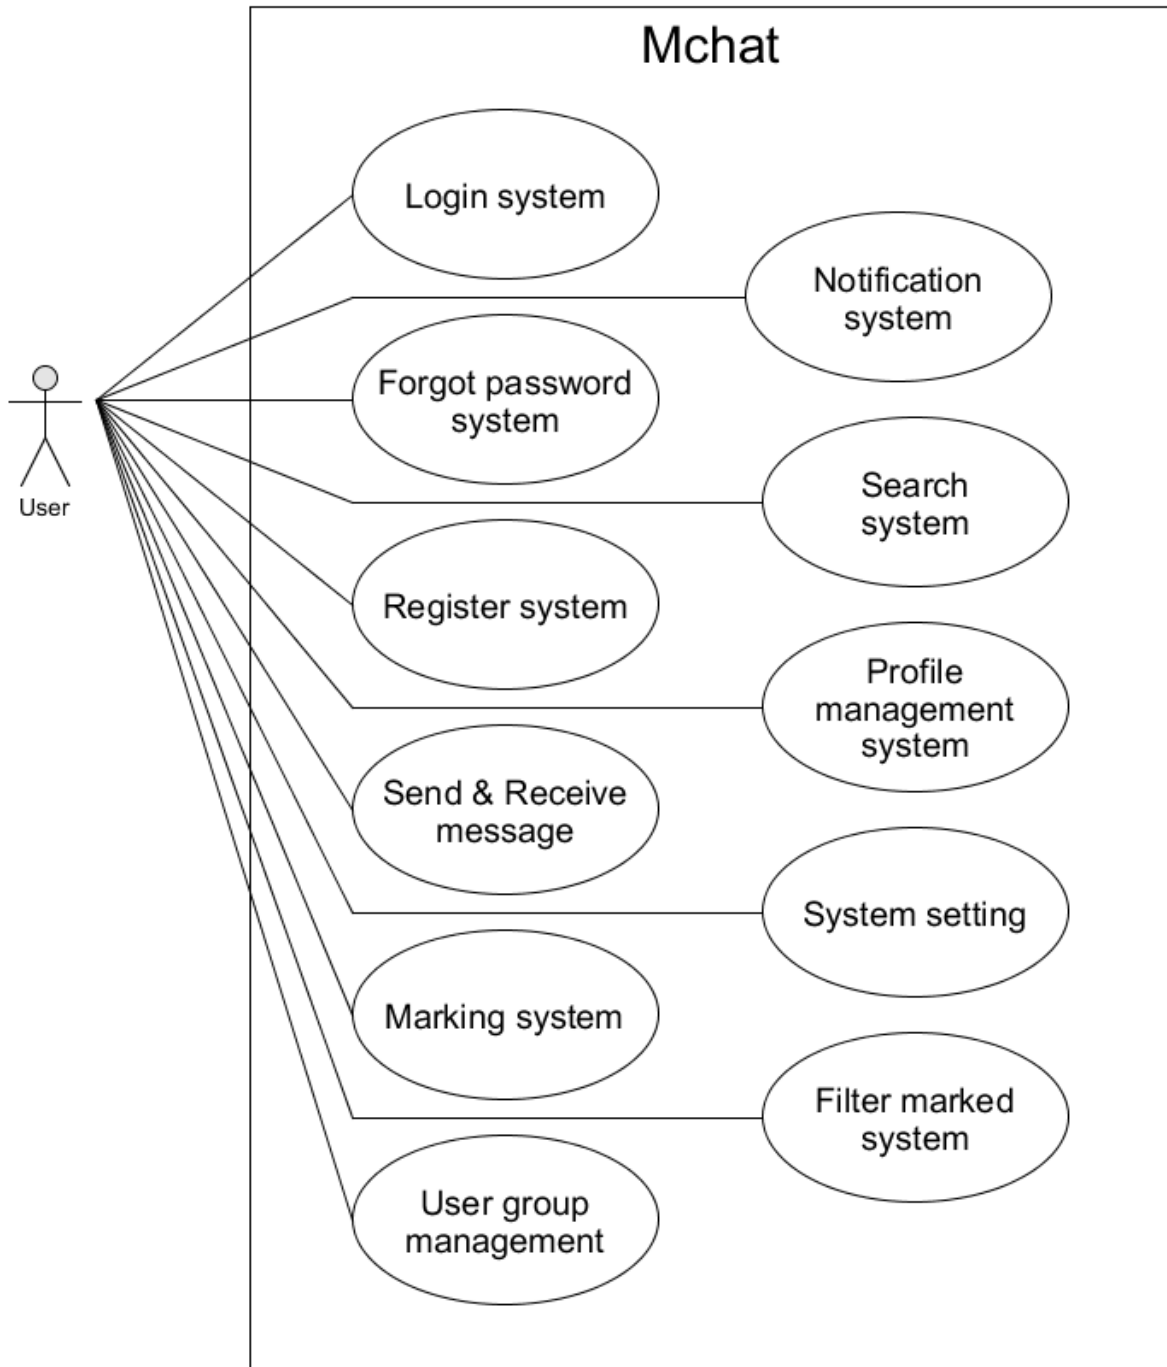 Mchat
Login system
Notification
system
Forgot password
system
Search
system
User
Register system
Profile
management
system
Send & Receive
message
System setting
Marking system
Filter marked
system
User group
management